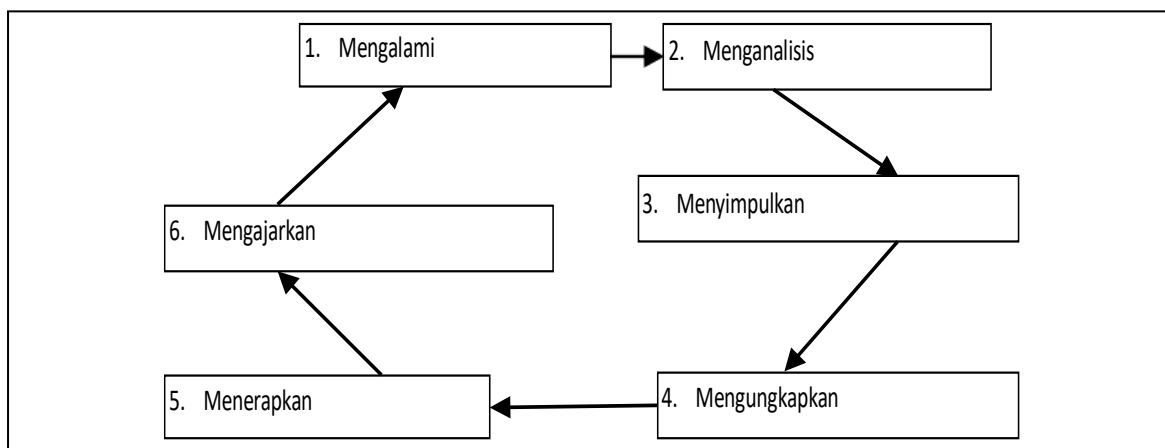 1. Mengalami
2. Menganalisis
3. Menyimpulkan
4. Mengungkapkan
5. Menerapkan
6. Mengajarkan